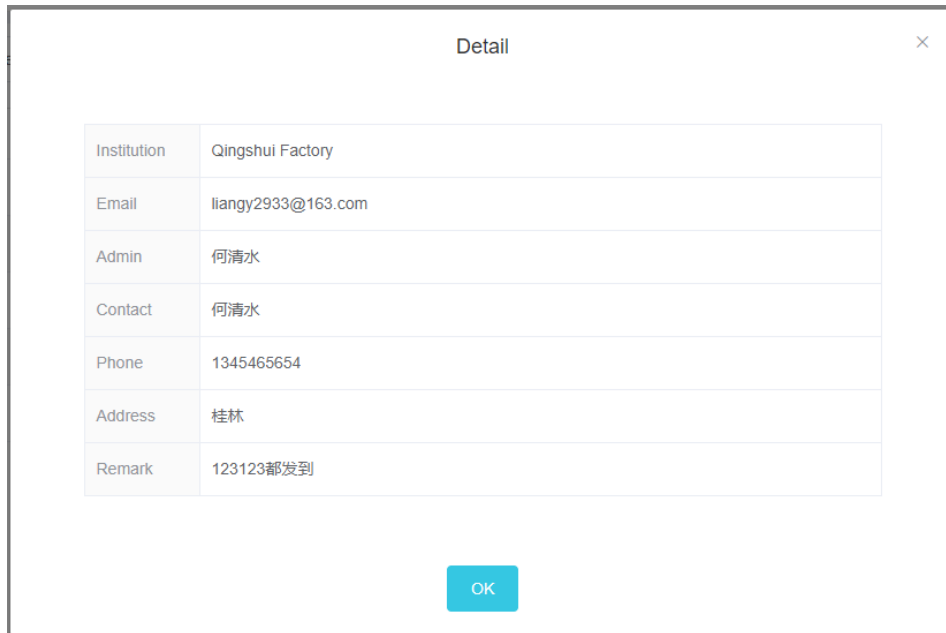 Detail
Institution Qingshui Factory
Email liangy2933@163.com
Admin 何清水
Contact 何清水
Phone 1345465654
Address 桂林
Remark 123123都发到
OK